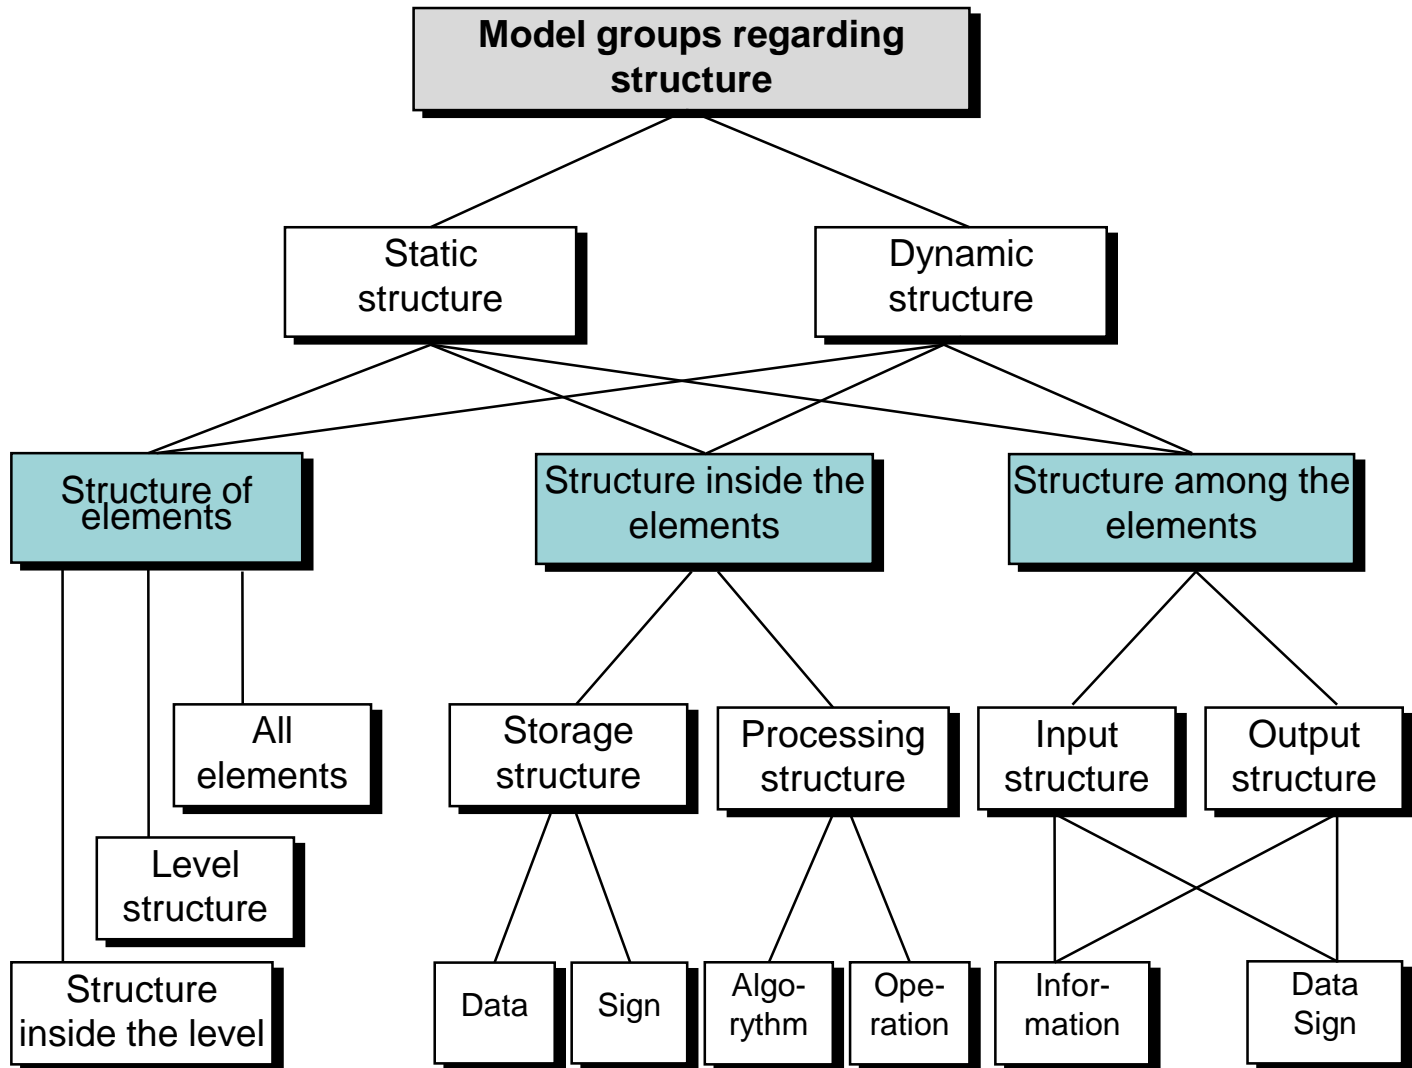 Model groups regarding
structure
Static
structure
Dynamic
structure
Structure of
elements
Structure inside the
elements
Structure among the
elements
All
elements
Storage
structure
Processing
structure
Input
structure
Output
structure
Level
structure
Structure
inside the level
Data
Sign
Algo-
rythm
Ope-
ration
Infor-
mation
Data
Sign